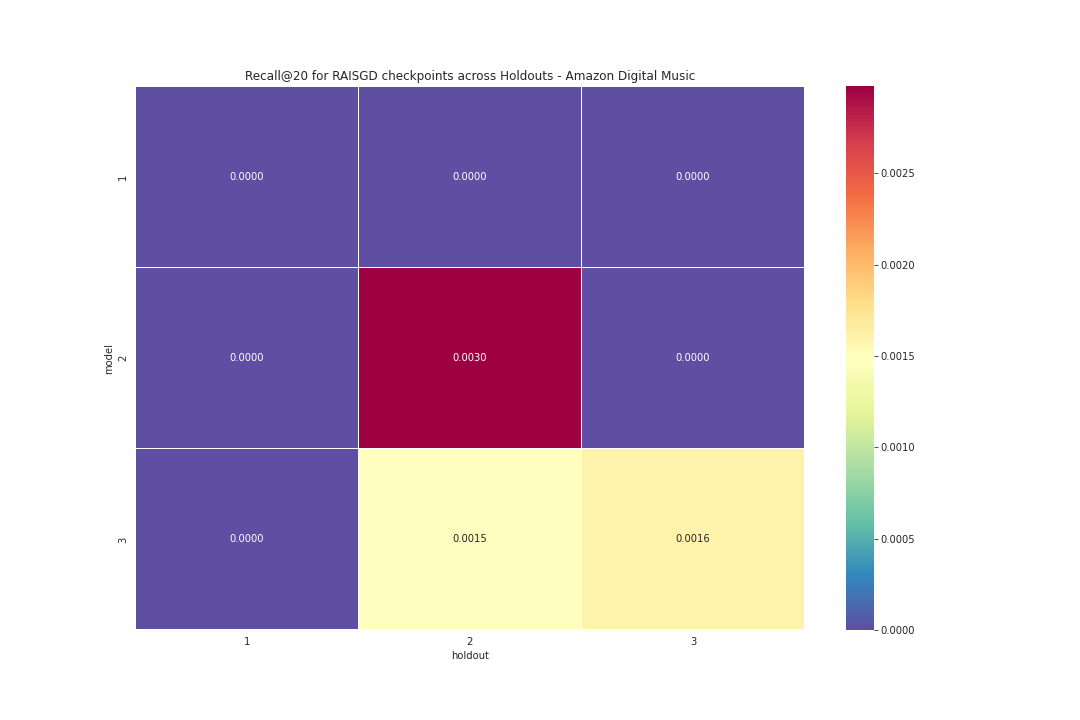 Recall@20 for RAISGD checkpoints across Holdouts - Amazon Digital Music
0.0000 0.0000 0.0000
0.0000 0.0030 0.0000
0.0000 0.0015 0.0016
1
2
3
model
1 2 3
holdout
0.0025
0.0020
0.0015
0.0010
0.0005
0.0000